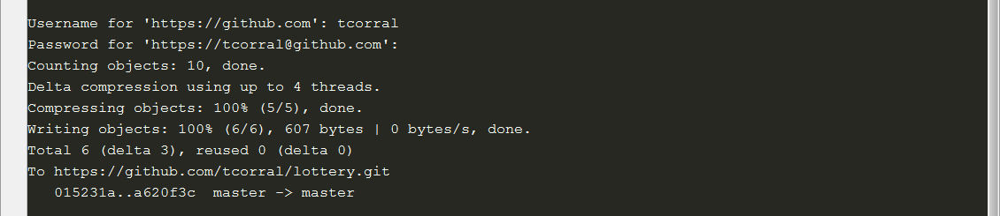 Username for 'https://github.com': tcorral
Password for 'https://tcorral@github.com':
Counting objects: 10, done.
Delta compression using up to 4 threads.
Compressing objects: 100% (5/5), done.
Writing objects: 100% (6/6), 607 bytes | 0 bytes/s, done.
Total 6 (delta 3), reused 0 (delta 0)
To https://github.com/tcorral/lottery.git
   015231a..a620f3c  master -> master